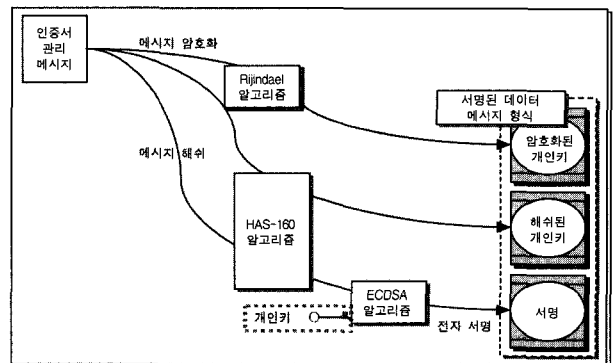 인증서
관리
메시지
메시지 암호화
Rijndael
알고리즘
서명된 데이터
메시지 형식
암호화된
개인키
메시지 해쉬
HAS-160
알고리즘
해쉬된
개인키
ECDSA
알고리즘
개인키
전자 서명
서명